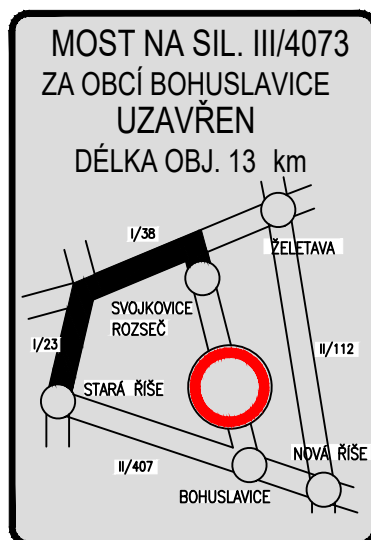 MOST NA SIL. III/4073
ZA OBCÍ BOHUSLAVICE
UZAVŘEN
DÉLKA OBJ. 13 km
I/38
ŽELETAVA
SVOJKOVICE
ROZSEČ
I/23
II/112
STARÁ ŘÍŠE
NOVÁ ŘÍŠE
II/407
BOHUSLAVICE